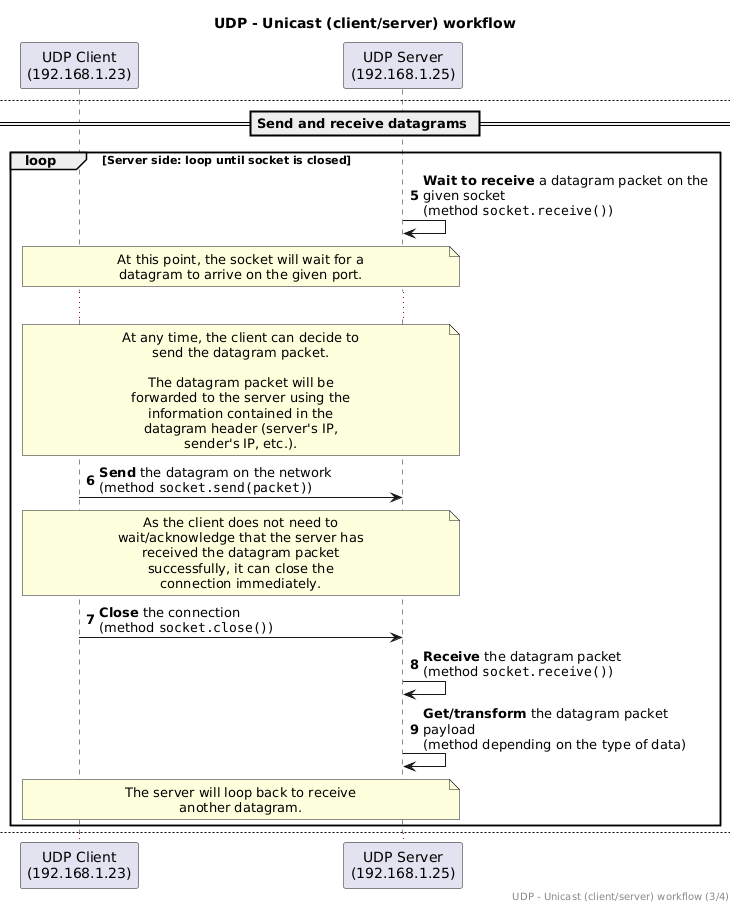 UDP - Unicast (client/server) workflow
UDP Client
(192.168.1.23)
UDP Server
(192.168.1.25)
Send and receive datagrams
loop
[Server side: loop until socket is closed]
Wait to receive a datagram packet on the
5 given socket
(method socket.receive())
At this point, the socket will wait for a
datagram to arrive on the given port.
At any time, the client can decide to
send the datagram packet.
The datagram packet will be
forwarded to the server using the
information contained in the
datagram header (server's IP,
sender's IP, etc.).
6 Send the datagram on the network
(method socket.send(packet))
As the client does not need to
wait/acknowledge that the server has
received the datagram packet
successfully, it can close the
connection immediately.
7 Close the connection
(method socket.close())
8 Receive the datagram packet
(method socket.receive())
Get/transform the datagram packet
9 payload
(method depending on the type of data)
The server will loop back to receive
another datagram.
UDP Client
(192.168.1.23)
UDP Server
(192.168.1.25)
UDP - Unicast (client/server) workflow (3/4)